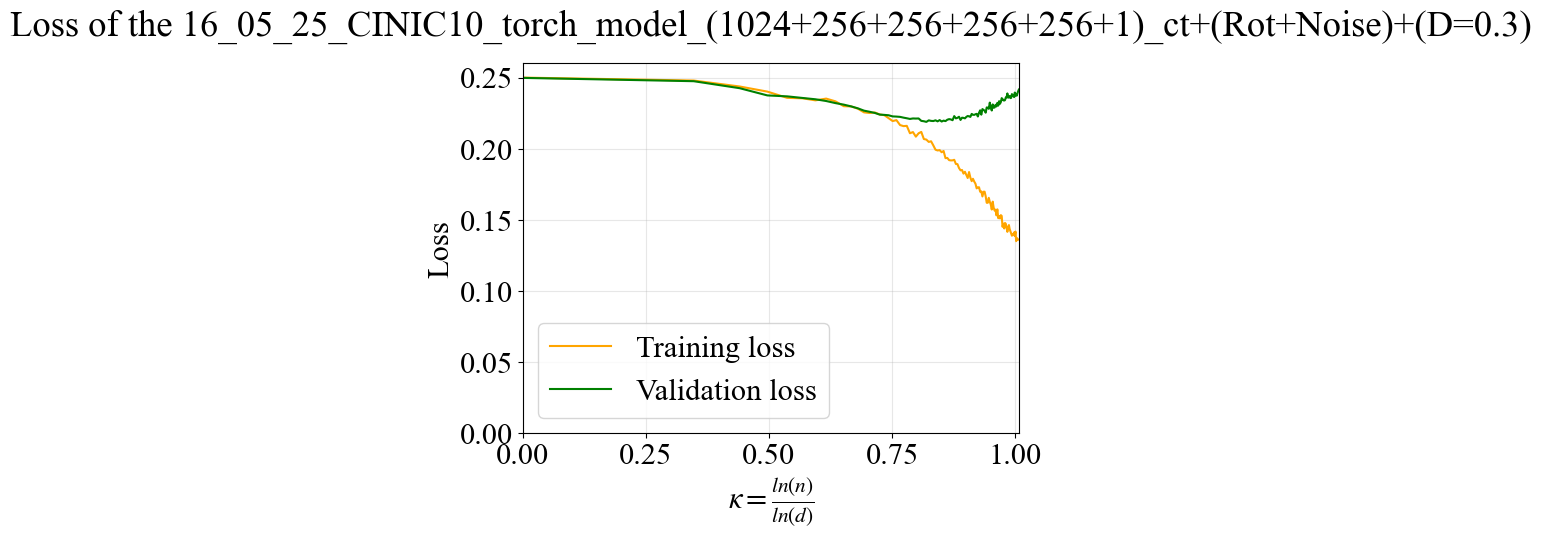 Loss of the 16_05_25_CINIC10_torch_model_(1024+256+256+256+256+1)_ct+(Rot+Noise)+(D=0.3)
0.25
0.20
0.15
0.10
0.05
0.00
Loss
Training loss
Validation loss
0.00 0.25 0.50 0.75 1.00
κ = ln(n)/ln(d)